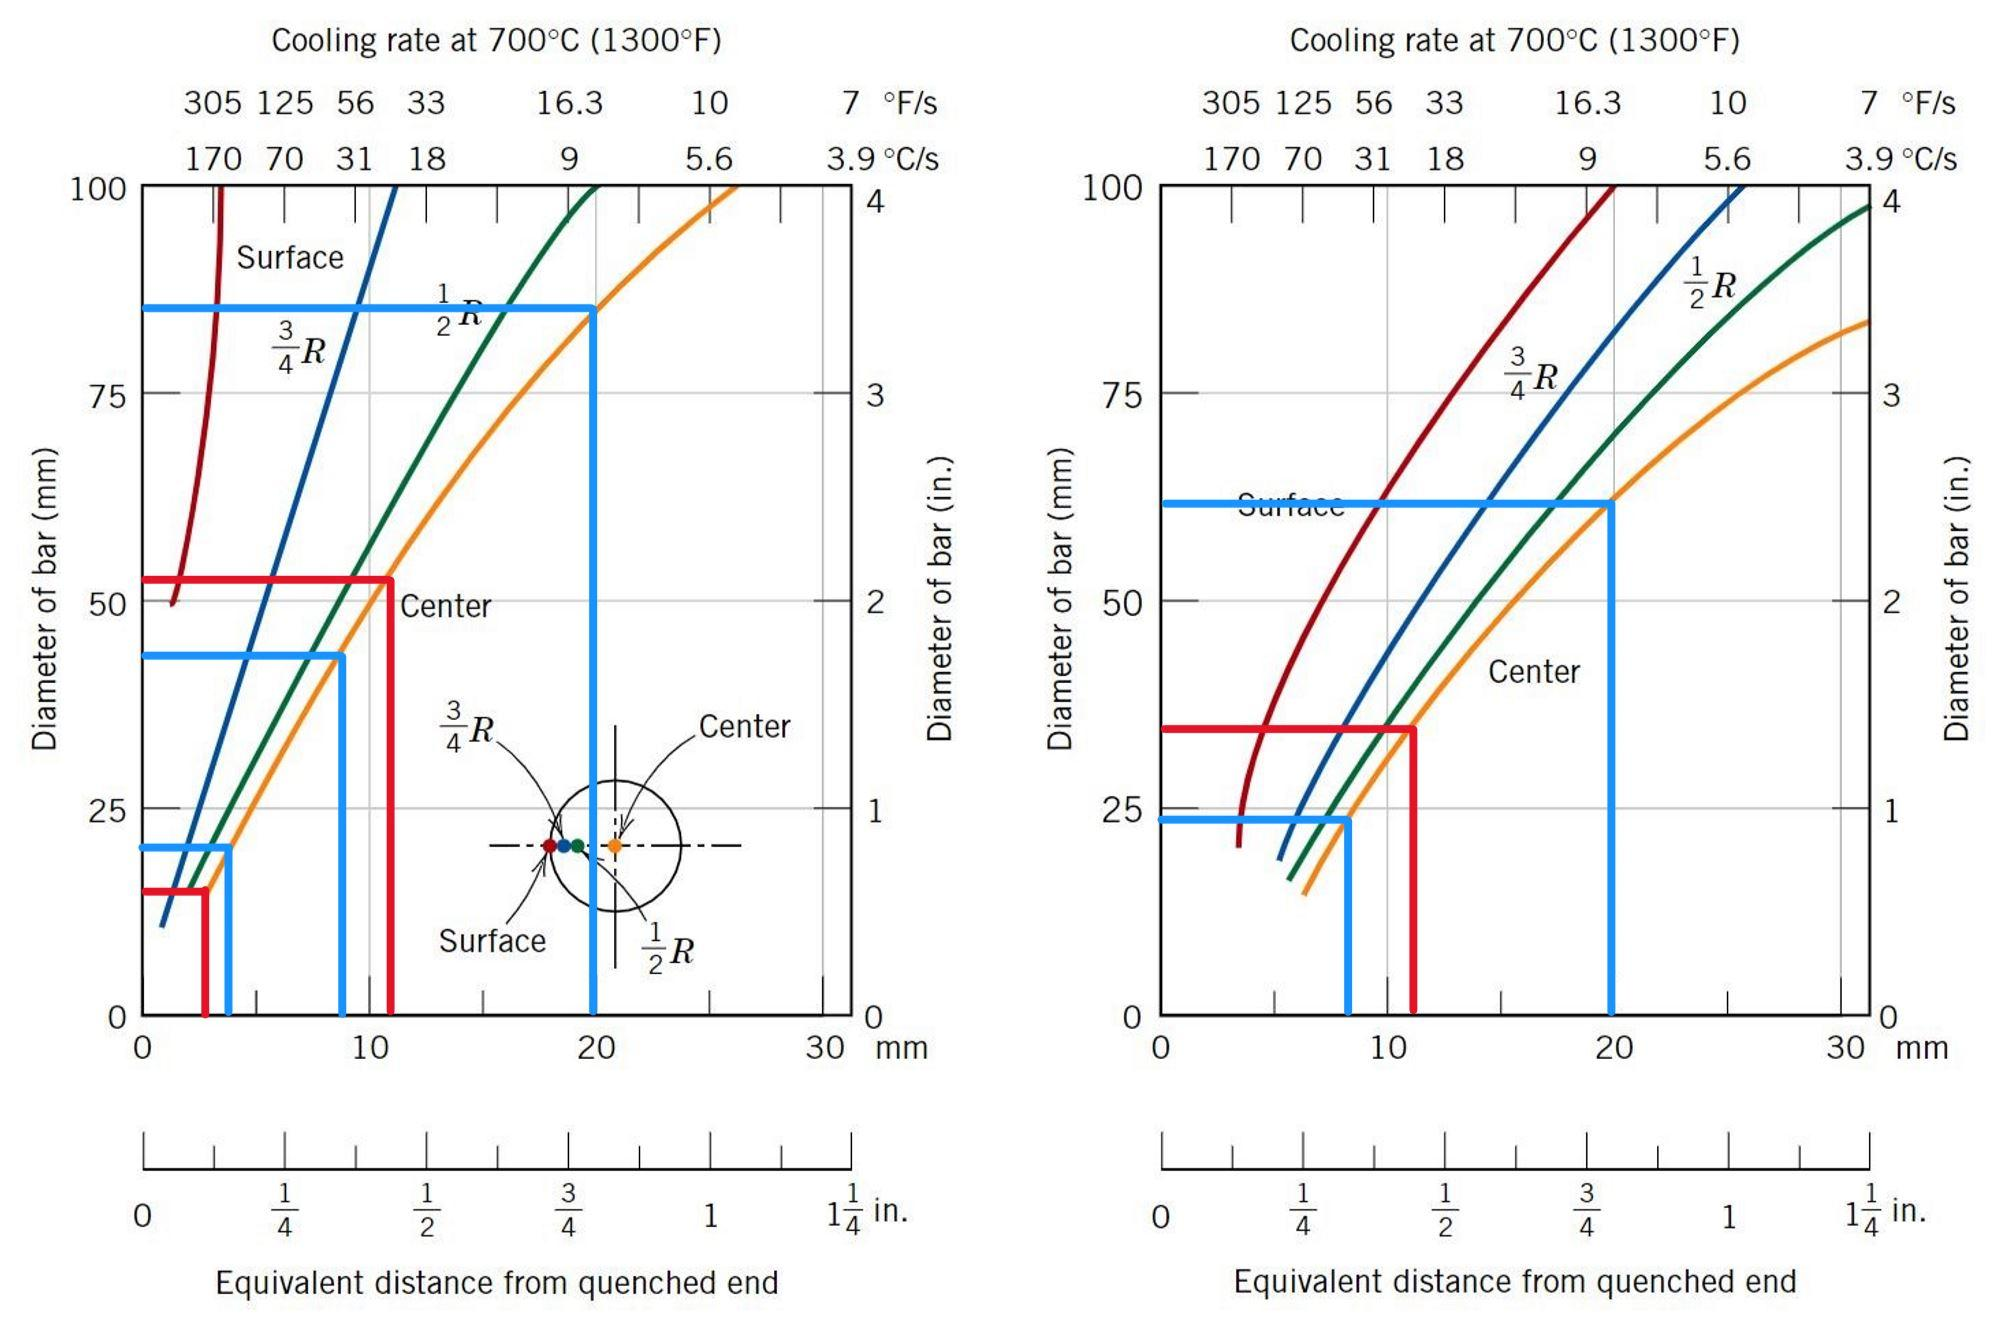 Cooling rate at 700°C (1300°F)
305 125 56 33 16.3 10 7 °F/s
170 70 31 18 9 5.6 3.9 °C/s
100
75
50
25
0
Diameter of bar (mm)
4
3
2
1
0
Diameter of bar (in.)
Surface
3/4 R
1/2 R
Center
3/4 R
Center
Surface
1/2 R
0 10 20 30 mm
0 1/4 1/2 3/4 1 1 1/4 in.
Equivalent distance from quenched end
Cooling rate at 700°C (1300°F)
305 125 56 33 16.3 10 7 °F/s
170 70 31 18 9 5.6 3.9 °C/s
100
75
50
25
0
Diameter of bar (mm)
4
3
2
1
0
Diameter of bar (in.)
1/2 R
3/4 R
Surface
Center
0 10 20 30 mm
0 1/4 1/2 3/4 1 1 1/4 in.
Equivalent distance from quenched end